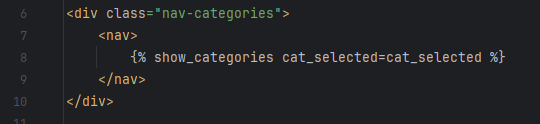 6 <div class="nav-categories">
7 <nav>
8 {% show_categories cat_selected=cat_selected %}
9 </nav>
10 </div>
11